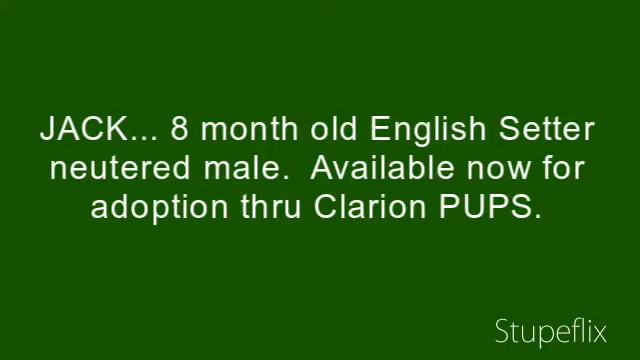 JACK... 8 month old English Setter
neutered male.  Available now for
adoption thru Clarion PUPS.
Stupeflix